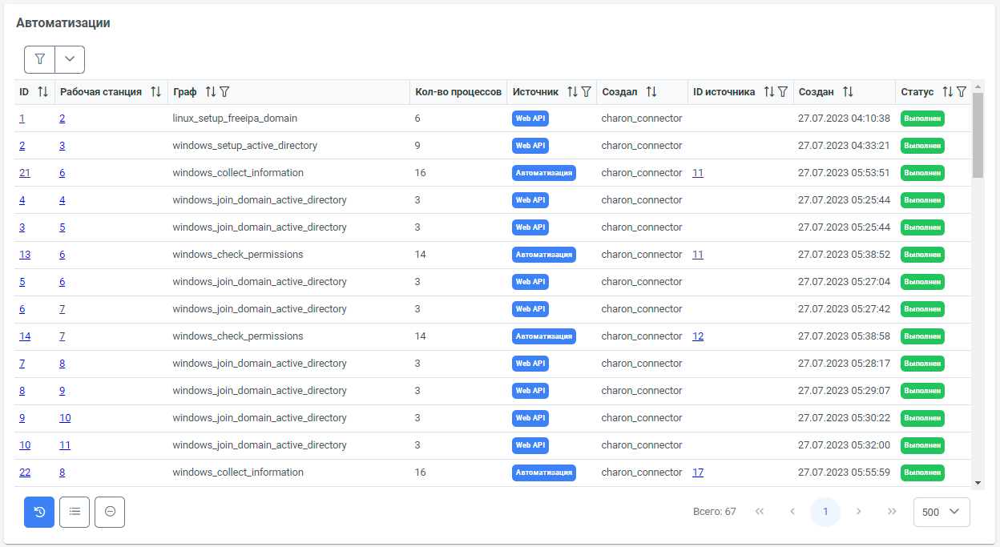 Автоматизации
ID Рабочая станция Граф Кол-во процессов Источник Создал ID источника Создан Статус
1 2 linux_setup_freeipa_domain 6 Web API charon_connector 27.07.2023 04:10:38 Выполнен
2 3 windows_setup_active_directory 9 Web API charon_connector 27.07.2023 04:33:21 Выполнен
21 6 windows_collect_information 16 Автоматизация charon_connector 11 27.07.2023 05:53:51 Выполнен
4 4 windows_join_domain_active_directory 3 Web API charon_connector 27.07.2023 05:25:44 Выполнен
3 5 windows_join_domain_active_directory 3 Web API charon_connector 27.07.2023 05:25:44 Выполнен
13 6 windows_check_permissions 14 Автоматизация charon_connector 11 27.07.2023 05:38:52 Выполнен
5 6 windows_join_domain_active_directory 3 Web API charon_connector 27.07.2023 05:27:04 Выполнен
6 7 windows_join_domain_active_directory 3 Web API charon_connector 27.07.2023 05:27:42 Выполнен
14 7 windows_check_permissions 14 Автоматизация charon_connector 12 27.07.2023 05:38:58 Выполнен
7 8 windows_join_domain_active_directory 3 Web API charon_connector 27.07.2023 05:28:17 Выполнен
8 9 windows_join_domain_active_directory 3 Web API charon_connector 27.07.2023 05:29:07 Выполнен
9 10 windows_join_domain_active_directory 3 Web API charon_connector 27.07.2023 05:30:22 Выполнен
10 11 windows_join_domain_active_directory 3 Web API charon_connector 27.07.2023 05:32:00 Выполнен
22 8 windows_collect_information 16 Автоматизация charon_connector 17 27.07.2023 05:55:59 Выполнен
Всего: 67 1 500